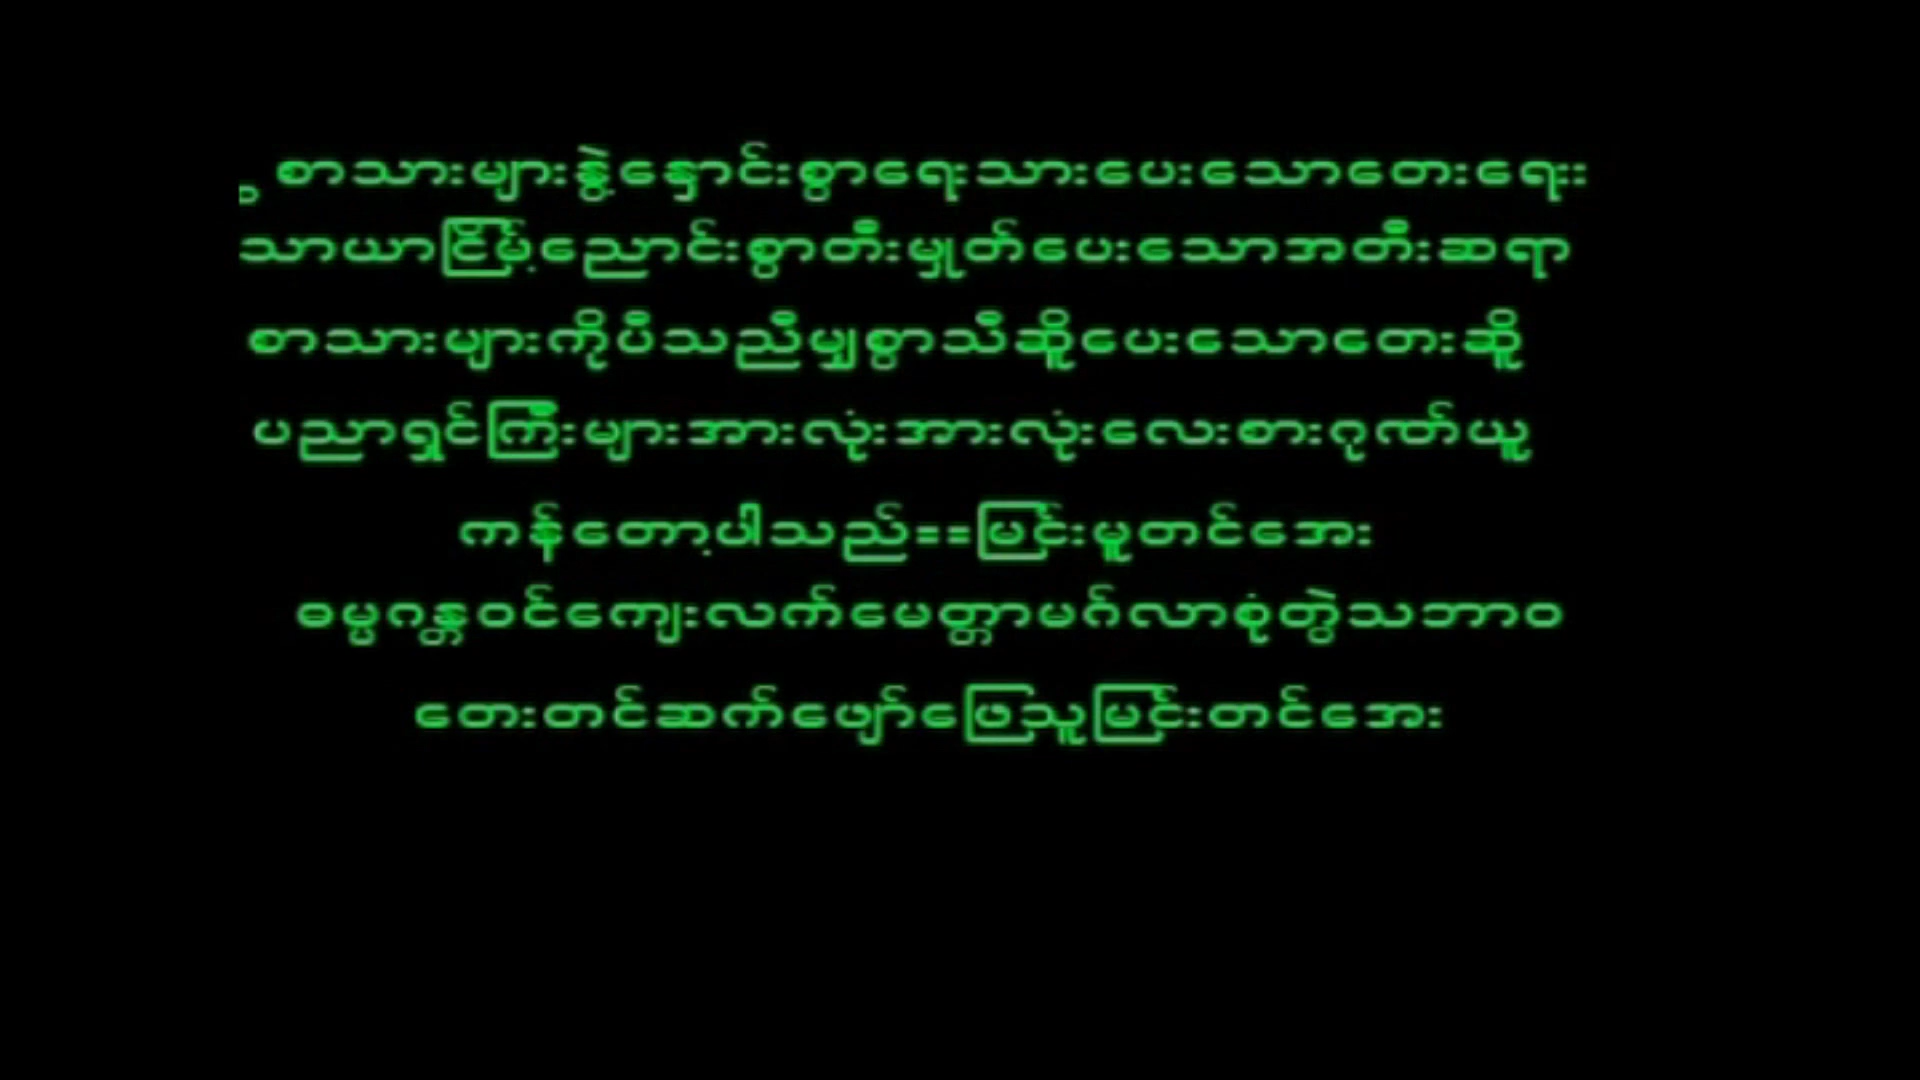 စာသားများနွဲ့နှောင်းစွာရေးသားပေးသောတေးရေးး
သာယာငြိမ့်ညောင်းစွာတီးမှုတ်ပေးသောအတီးဆရာ
စာသားများကိုပီသညီမျှစွာသီဆိူပေးသောတေးဆိူ
ပညာရှင်ကြီးများအားလုံးအားလုံးလေးစားဂုဏ်ယူ
ကန်တော့ပါသည်==မြင်းမူတင်အေး
ဓမ္မဂန္တဝင်ကျေးလက်မေတ္တာမင်္ဂလာစုံတွဲသဘာဝ
တေးတင်ဆက်ဖျော်ဖြေသူမြင်းတင်အေး